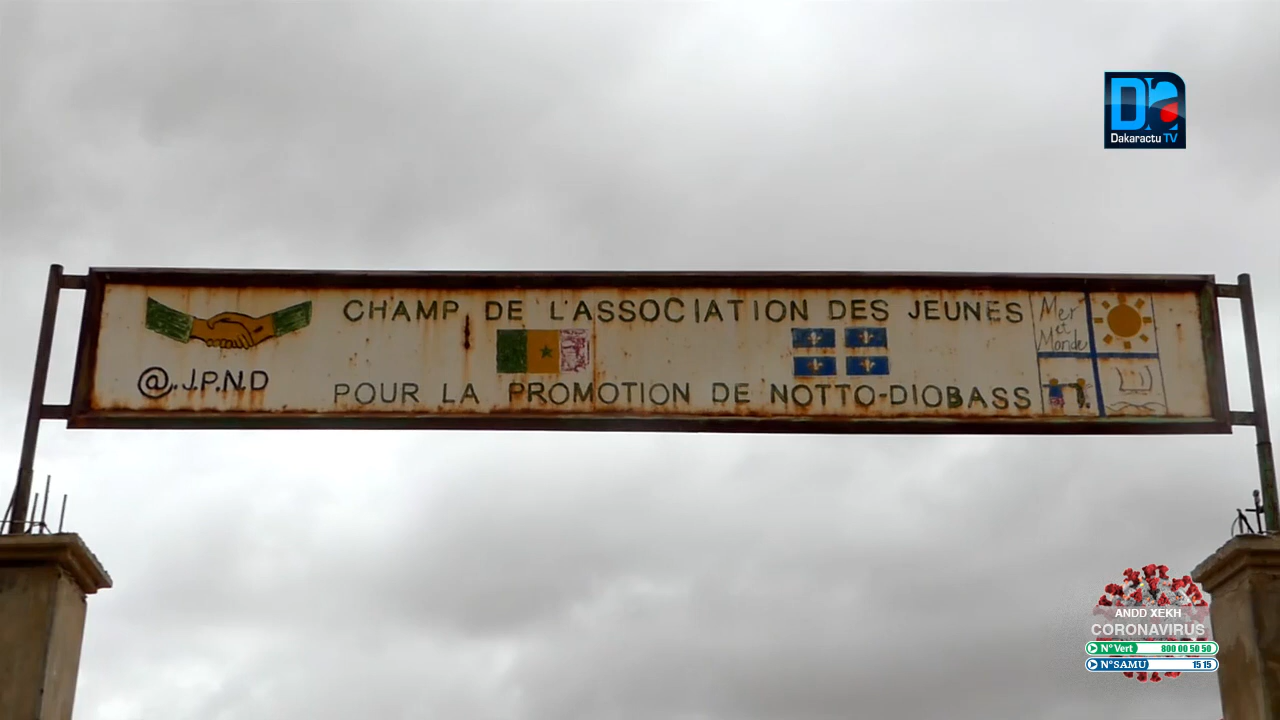 Dakaractu TV
CHAMP DE L'ASSOCIATION DES JEUNES
POUR LA PROMOTION DE NOTTO-DIOBASS
@.J.P.N.D
Mer
et
Monde
ANDD XEKH
CORONAVIRUS
N°Vert 800 00 50 50
N°SAMU 15 15